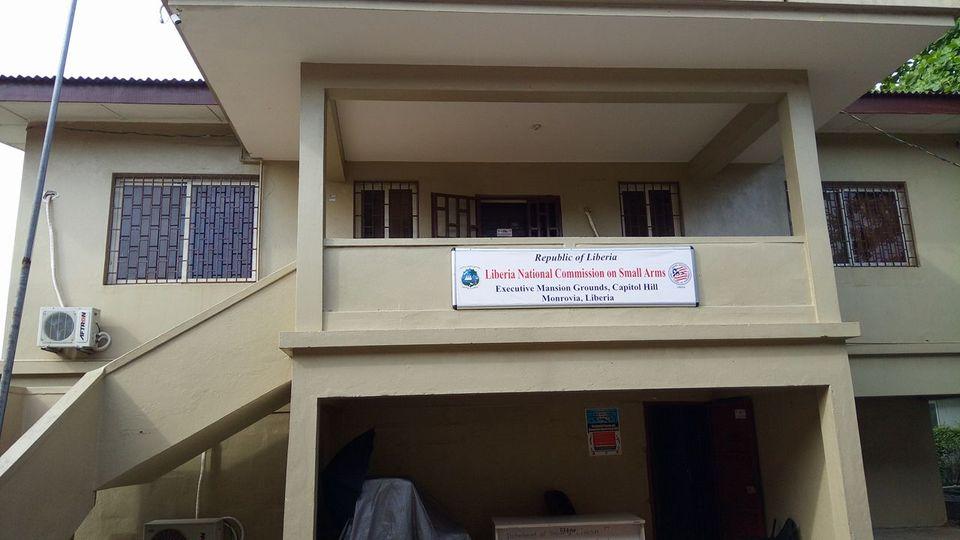 Republic of Liberia
Liberia National Commission on Small Arms
Executive Mansion Grounds, Capitol Hill
Monrovia, Liberia
AFTRON